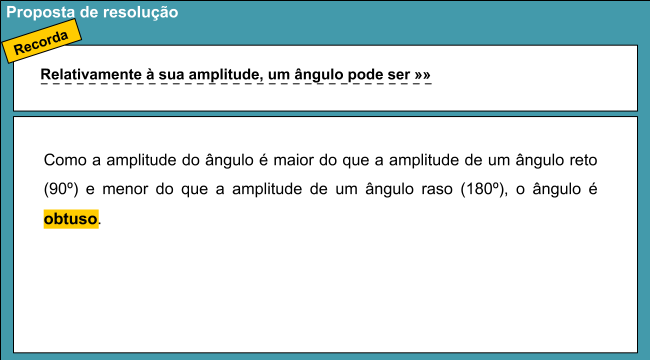 Proposta de resolução
Recorda
Relativamente à sua amplitude, um ângulo pode ser »»
Como a amplitude do ângulo é maior do que a amplitude de um ângulo reto
(90º) e menor do que a amplitude de um ângulo raso (180º), o ângulo é
obtuso.